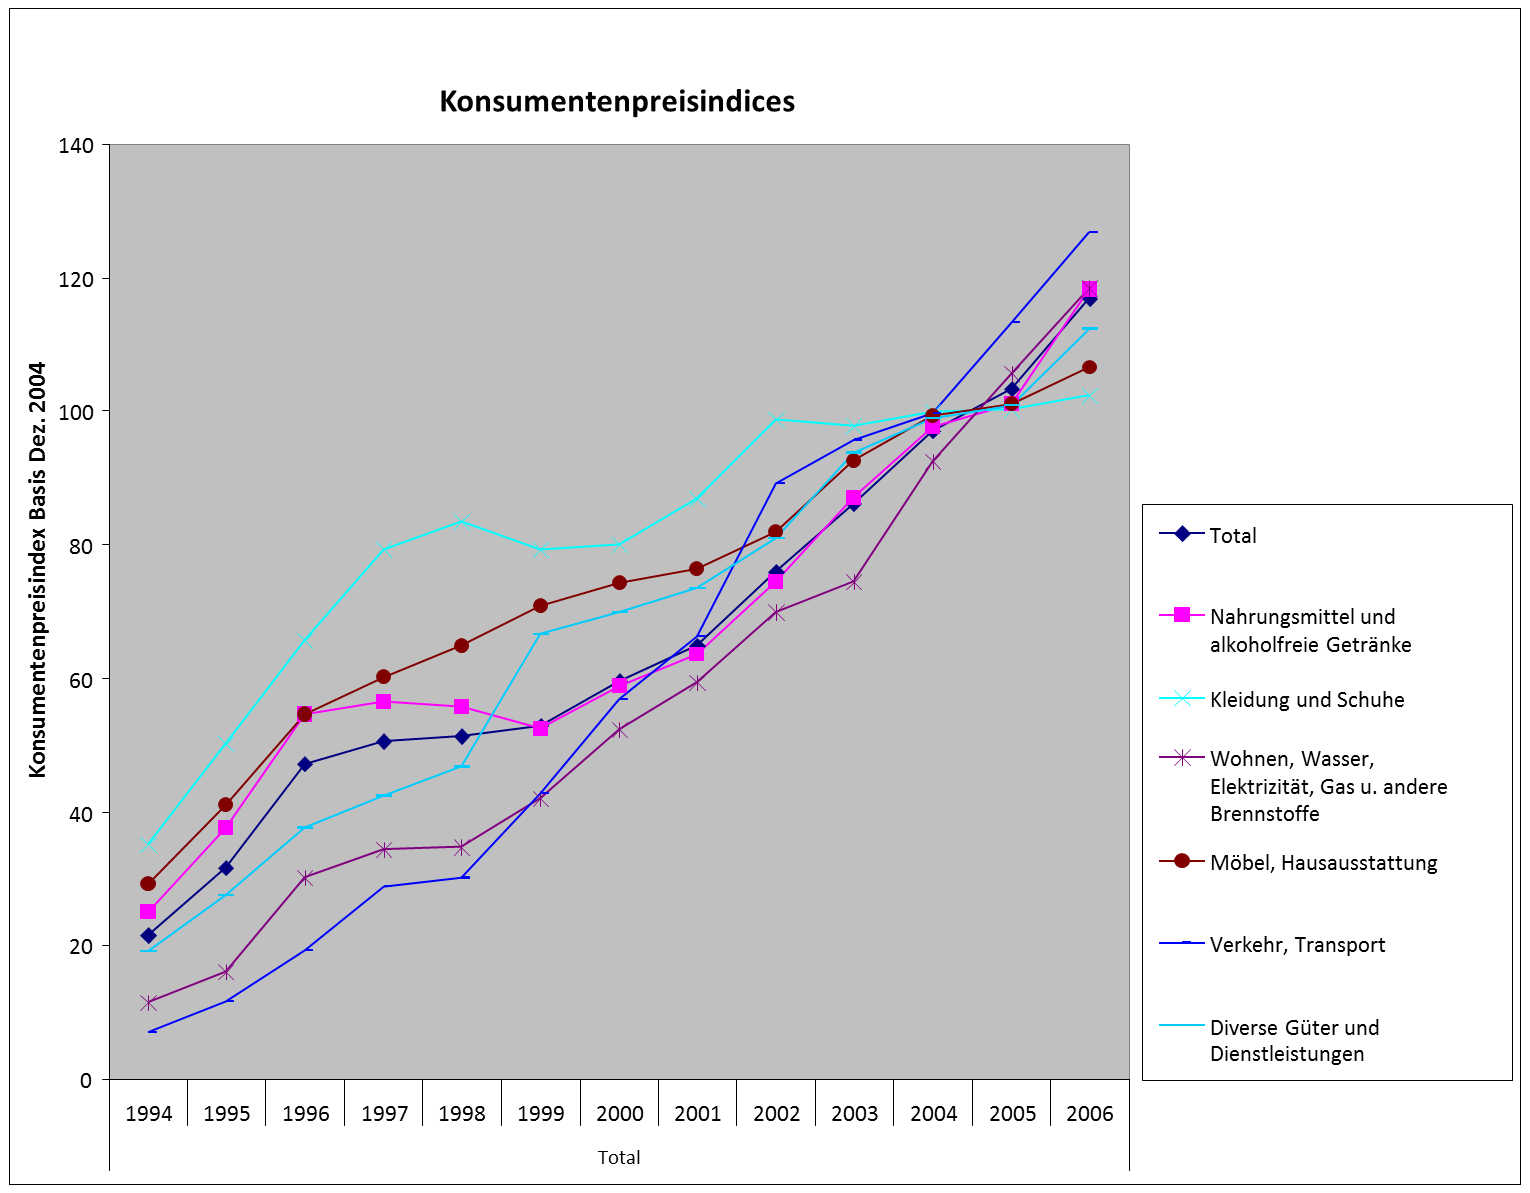 Konsumentenpreisindices
Konsumentenpreisindex Basis Dez. 2004
140
120
100
80
60
40
20
0
1994 1995 1996 1997 1998 1999 2000 2001 2002 2003 2004 2005 2006
Total
Total
Nahrungsmittel und
alkoholfreie Getränke
Kleidung und Schuhe
Wohnen, Wasser,
Elektrizität, Gas u. andere
Brennstoffe
Möbel, Hausausstattung
Verkehr, Transport
Diverse Güter und
Dienstleistungen